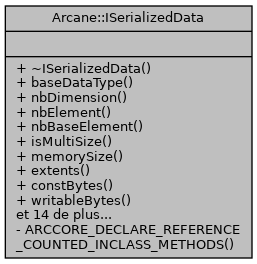 Arcane::ISerializedData
+ ~ISerializedData()
+ baseDataType()
+ nbDimension()
+ nbElement()
+ nbBaseElement()
+ isMultiSize()
+ memorySize()
+ extents()
+ constBytes()
+ writableBytes()
et 14 de plus...
- ARCCORE_DECLARE_REFERENCE
_COUNTED_INCLASS_METHODS()